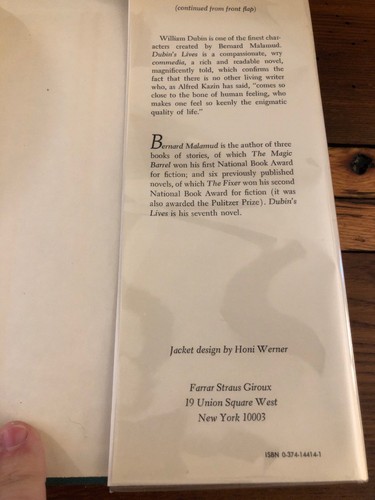 (continued from front flap)
William Dubin is one of the finest char-
acters created by Bernard Malamud.
Dubin's Lives is a compassionate, wry
commedia, a rich and readable novel,
magnificently told, which confirms the
fact that there is no other living writer
who, as Alfred Kazin has said, "comes so
close to the bone of human feeling, who
makes one feel so keenly the enigmatic
quality of life."
Bernard Malamud is the author of three
books of stories, of which The Magic
Barrel won his first National Book Award
for fiction; and six previously published
novels, of which The Fixer won his second
National Book Award for fiction (it was
also awarded the Pulitzer Prize). Dubin's
Lives is his seventh novel.
Jacket design by Honi Werner
Farrar Straus Giroux
19 Union Square West
New York 10003
ISBN 0-374-14414-1